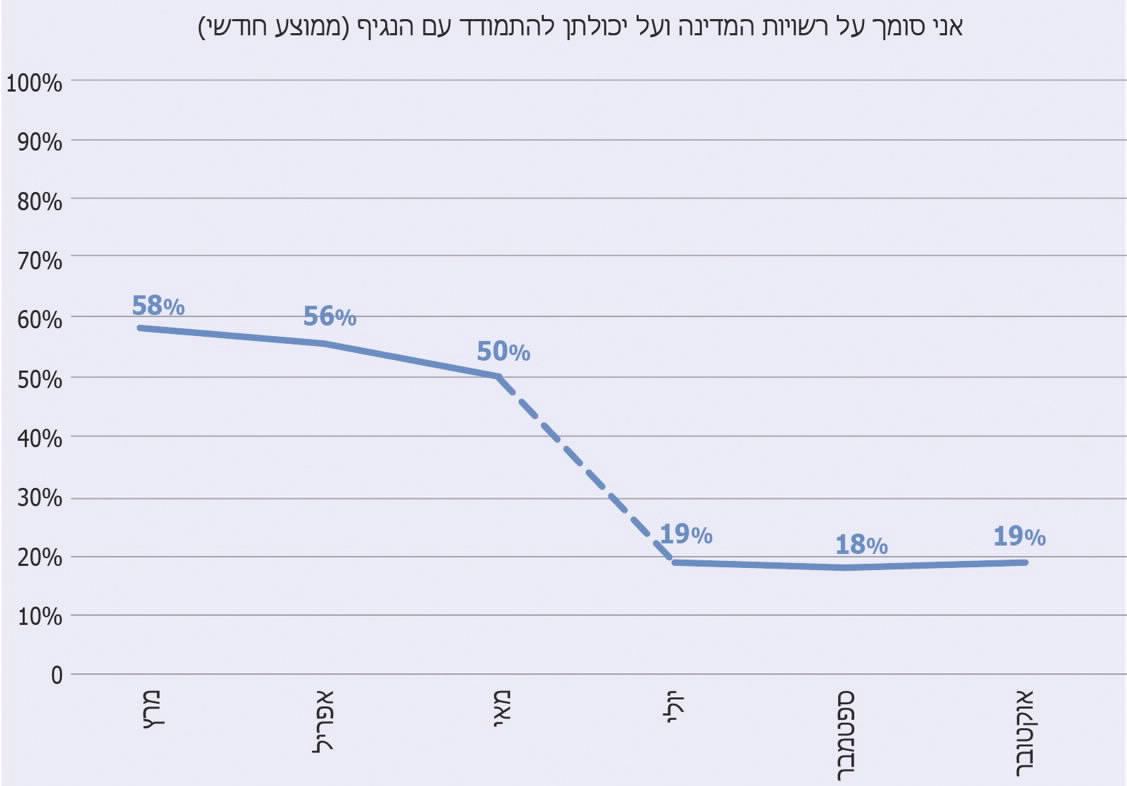 אני סומך על רשויות המדינה ועל יכולתן להתמודד עם הנגיף (ממוצע חודשי)
100%
90%
80%
70%
60%
50%
40%
30%
20%
10%
0
58%
56%
50%
19%
18%
19%
מרץ
אפריל
מאי
יולי
ספטמבר
אוקטובר